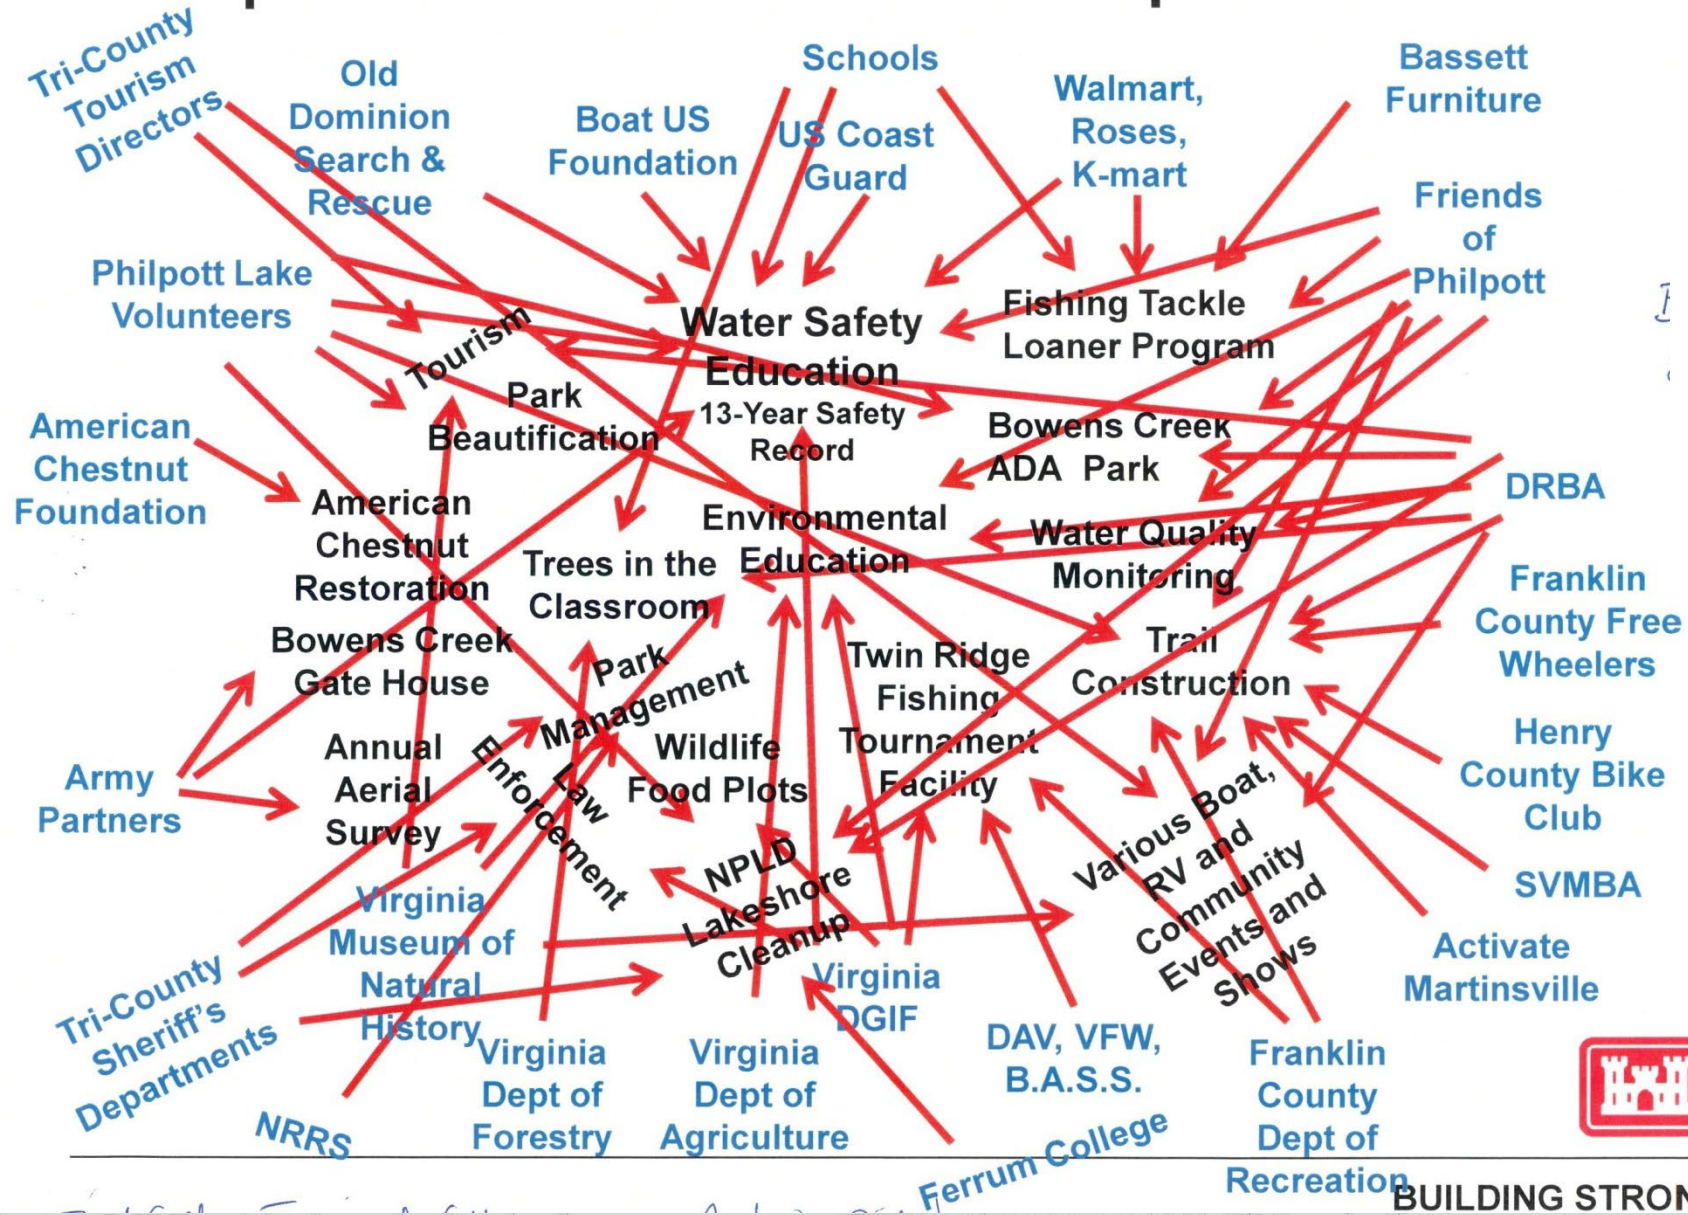 Tri-County
Tourism
Directors
Old
Dominion
Search &
Rescue
Boat US
Foundation
Schools
US Coast
Guard
Walmart,
Roses,
K-mart
Bassett
Furniture
Friends
of
Philpott
Philpott Lake
Volunteers
Tourism
Water Safety
Education
13-Year Safety
Record
Fishing Tackle
Loaner Program
Park
Beautification
Bowens Creek
ADA Park
American
Chestnut
Foundation
American
Chestnut
Restoration
Environmental
Education
Water Quality
Monitoring
DRBA
Trees in the
Classroom
Franklin
County Free
Wheelers
Bowens Creek
Gate House
Park
Management
Twin Ridge
Fishing
Tournament
Facility
Trail
Construction
Annual
Aerial
Survey
Law
Enforcement
Wildlife
Food Plots
Henry
County Bike
Club
Army
Partners
NPLD
Lakeshore
Cleanup
Various Boat,
RV and
Community
Events and
Shows
SVMBA
Virginia
Museum of
Natural
History
Activate
Martinsville
Tri-County
Sheriff's
Departments
Virginia
DGIF
NRRS
Virginia
Dept of
Forestry
Virginia
Dept of
Agriculture
DAV, VFW,
B.A.S.S.
Ferrum College
Franklin
County
Dept of
Recreation
BUILDING STRON